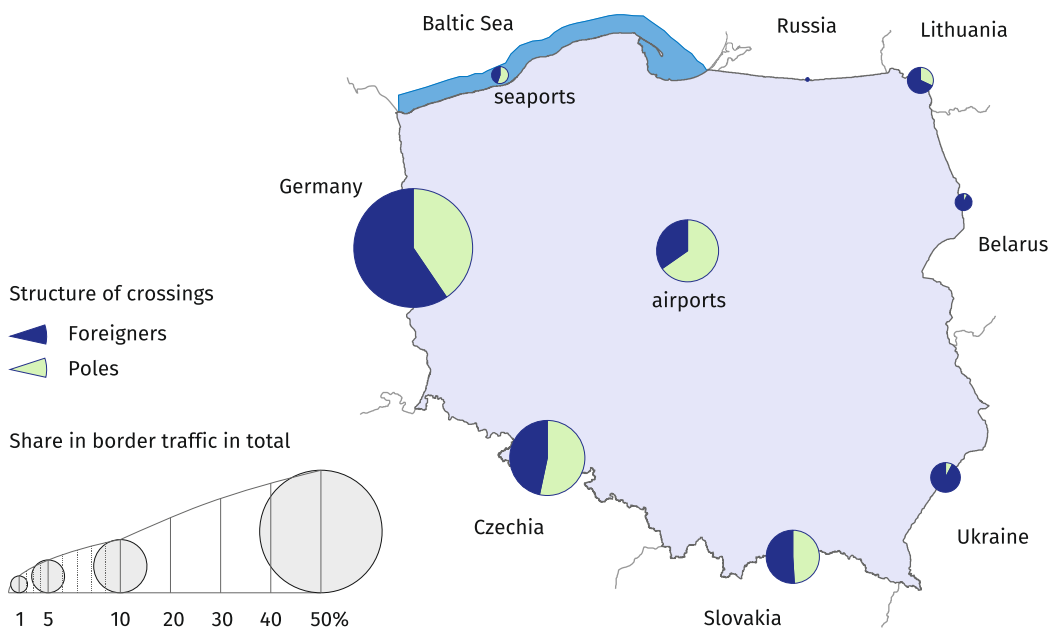 Baltic Sea
Russia
Lithuania
seaports
Germany
Belarus
airports
Structure of crossings
Foreigners
Poles
Share in border traffic in total
Czechia
Ukraine
Slovakia
1 5 10 20 30 40 50%